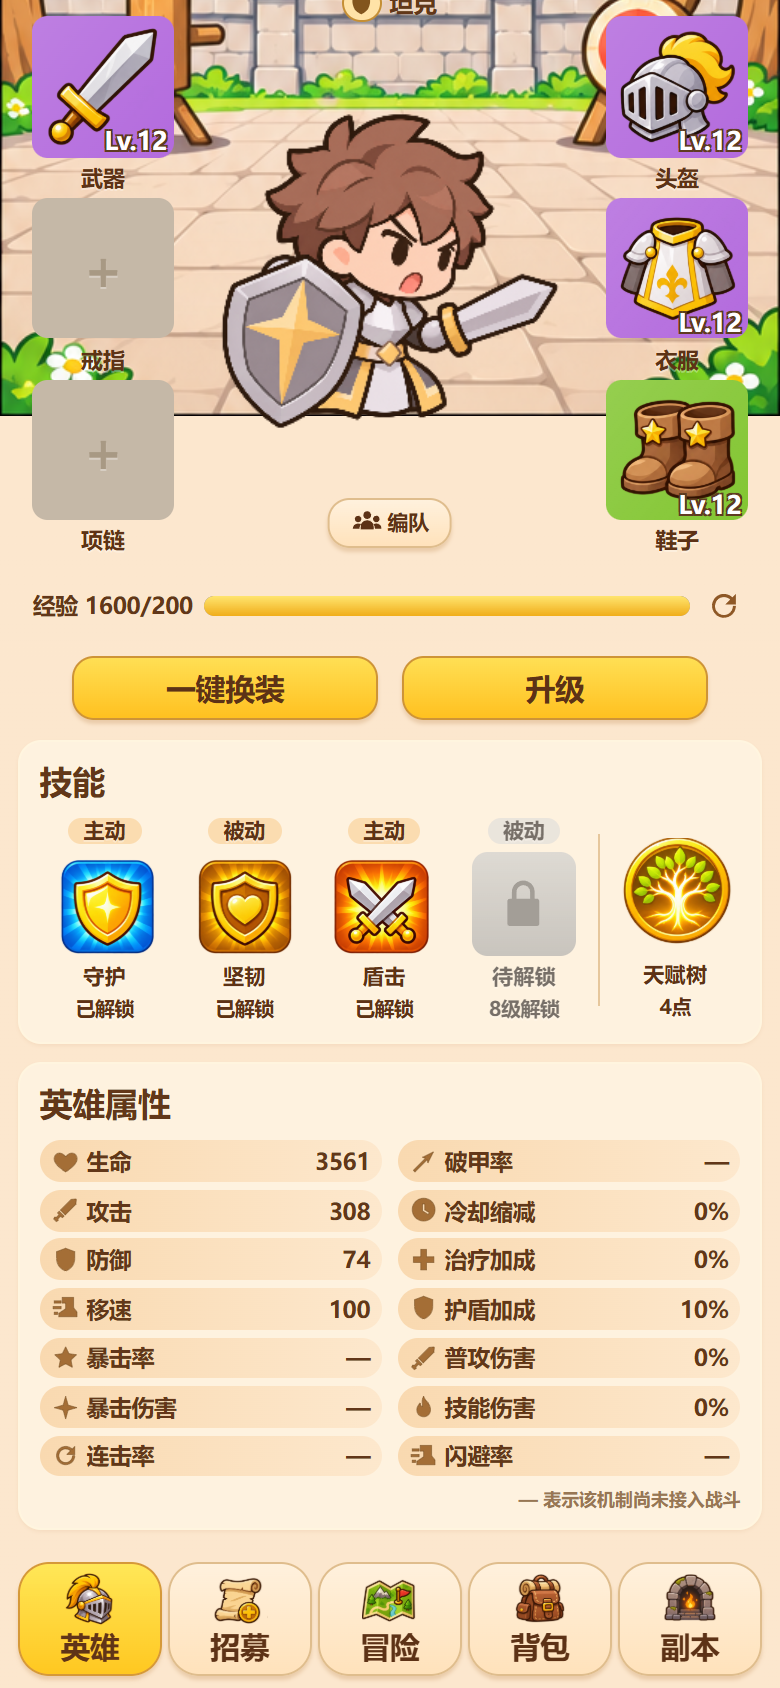 坦克
Lv.12
Lv.12
武器
头盔
Lv.12
戒指
衣服
Lv.12
编队
项链
鞋子
经验 1600/200
一键换装
升级
技能
主动
被动
主动
被动
守护
坚韧
盾击
待解锁
天赋树
已解锁
已解锁
已解锁
8级解锁
4点
英雄属性
生命 3561
破甲率 —
攻击 308
冷却缩减 0%
防御 74
治疗加成 0%
移速 100
护盾加成 10%
暴击率 —
普攻伤害 0%
暴击伤害 —
技能伤害 0%
连击率 —
闪避率 —
— 表示该机制尚未接入战斗
英雄
招募
冒险
背包
副本